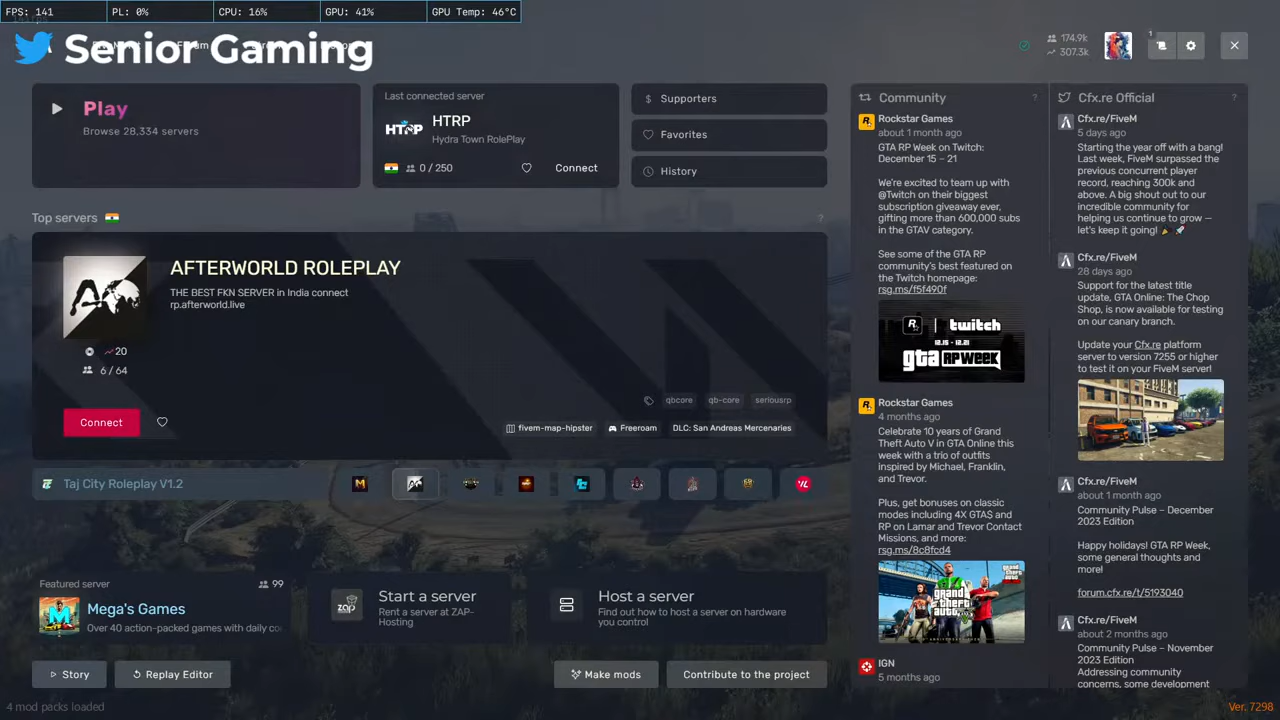 FPS: 141
PL: 0%
CPU: 16%
GPU: 41%
GPU Temp: 46°C
Senior Gaming
174.9k
307.3k
1
Play
Browse 28,334 servers
Last connected server
HTRP
HTRP
Hydra Town RolePlay
0 / 250
Connect
$ Supporters
Favorites
History
Top servers
?
AFTERWORLD ROLEPLAY
THE BEST FKN SERVER in India connect
rp.afterworld.live
20
6 / 64
Connect
qbcore
qb-core
seriousrp
fivem-map-hipster
Freeroam
DLC: San Andreas Mercenaries
Taj City Roleplay V1.2
Featured server
99
Mega's Games
Over 40 action-packed games with daily co
ZAP
Start a server
Rent a server at ZAP-
Hosting
Host a server
Find out how to host a server on hardware
you control
Story
Replay Editor
Make mods
Contribute to the project
4 mod packs loaded
Community
?
Rockstar Games
about 1 month ago
GTA RP Week on Twitch:
December 15 – 21
We're excited to team up with
@Twitch on their biggest
subscription giveaway ever,
gifting more than 600,000 subs
in the GTAV category.
See some of the GTA RP
community's best featured on
the Twitch homepage:
rsg.ms/f5f490f
R twitch
12.15 - 12.21
gta RP WEEK
Rockstar Games
4 months ago
Celebrate 10 years of Grand
Theft Auto V in GTA Online this
week with a trio of outfits
inspired by Michael, Franklin,
and Trevor.
Plus, get bonuses on classic
modes including 4X GTA$ and
RP on Lamar and Trevor Contact
Missions, and more:
rsg.ms/8c8fcd4
IGN
5 months ago
Cfx.re Official
?
Cfx.re/FiveM
5 days ago
Starting the year off with a bang!
Last week, FiveM surpassed the
previous concurrent player
record, reaching 300k and
above. A big shout out to our
incredible community for
helping us continue to grow —
let's keep it going! 🎉 🚀
Cfx.re/FiveM
28 days ago
Support for the latest title
update, GTA Online: The Chop
Shop, is now available for testing
on our canary branch.
Update your Cfx.re platform
server to version 7255 or higher
to test it on your FiveM server!
Cfx.re/FiveM
about 1 month ago
Community Pulse – December
2023 Edition
Happy holidays! GTA RP Week,
some general thoughts and
more!
forum.cfx.re/t/5193040
Cfx.re/FiveM
about 2 months ago
Community Pulse – November
2023 Edition
Addressing community
concerns, some development
Ver. 7298